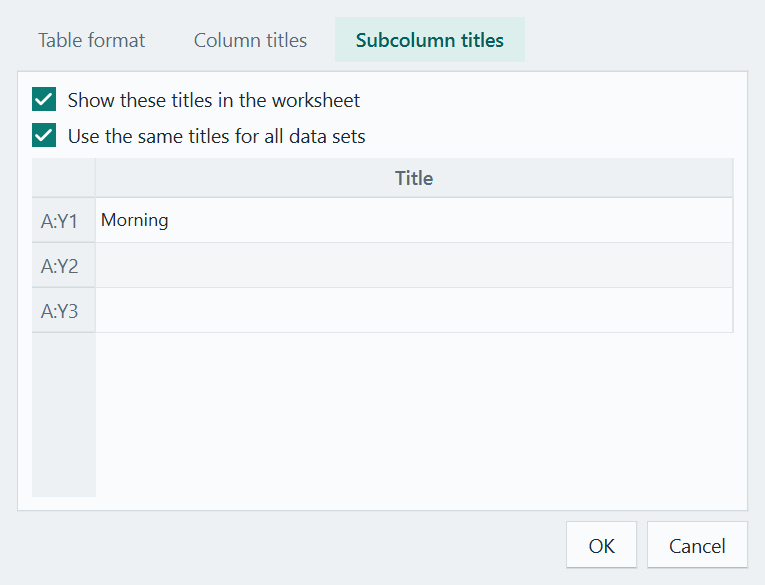 Table format Column titles Subcolumn titles
Show these titles in the worksheet
Use the same titles for all data sets
Title
A:Y1 Morning
A:Y2
A:Y3
OK Cancel